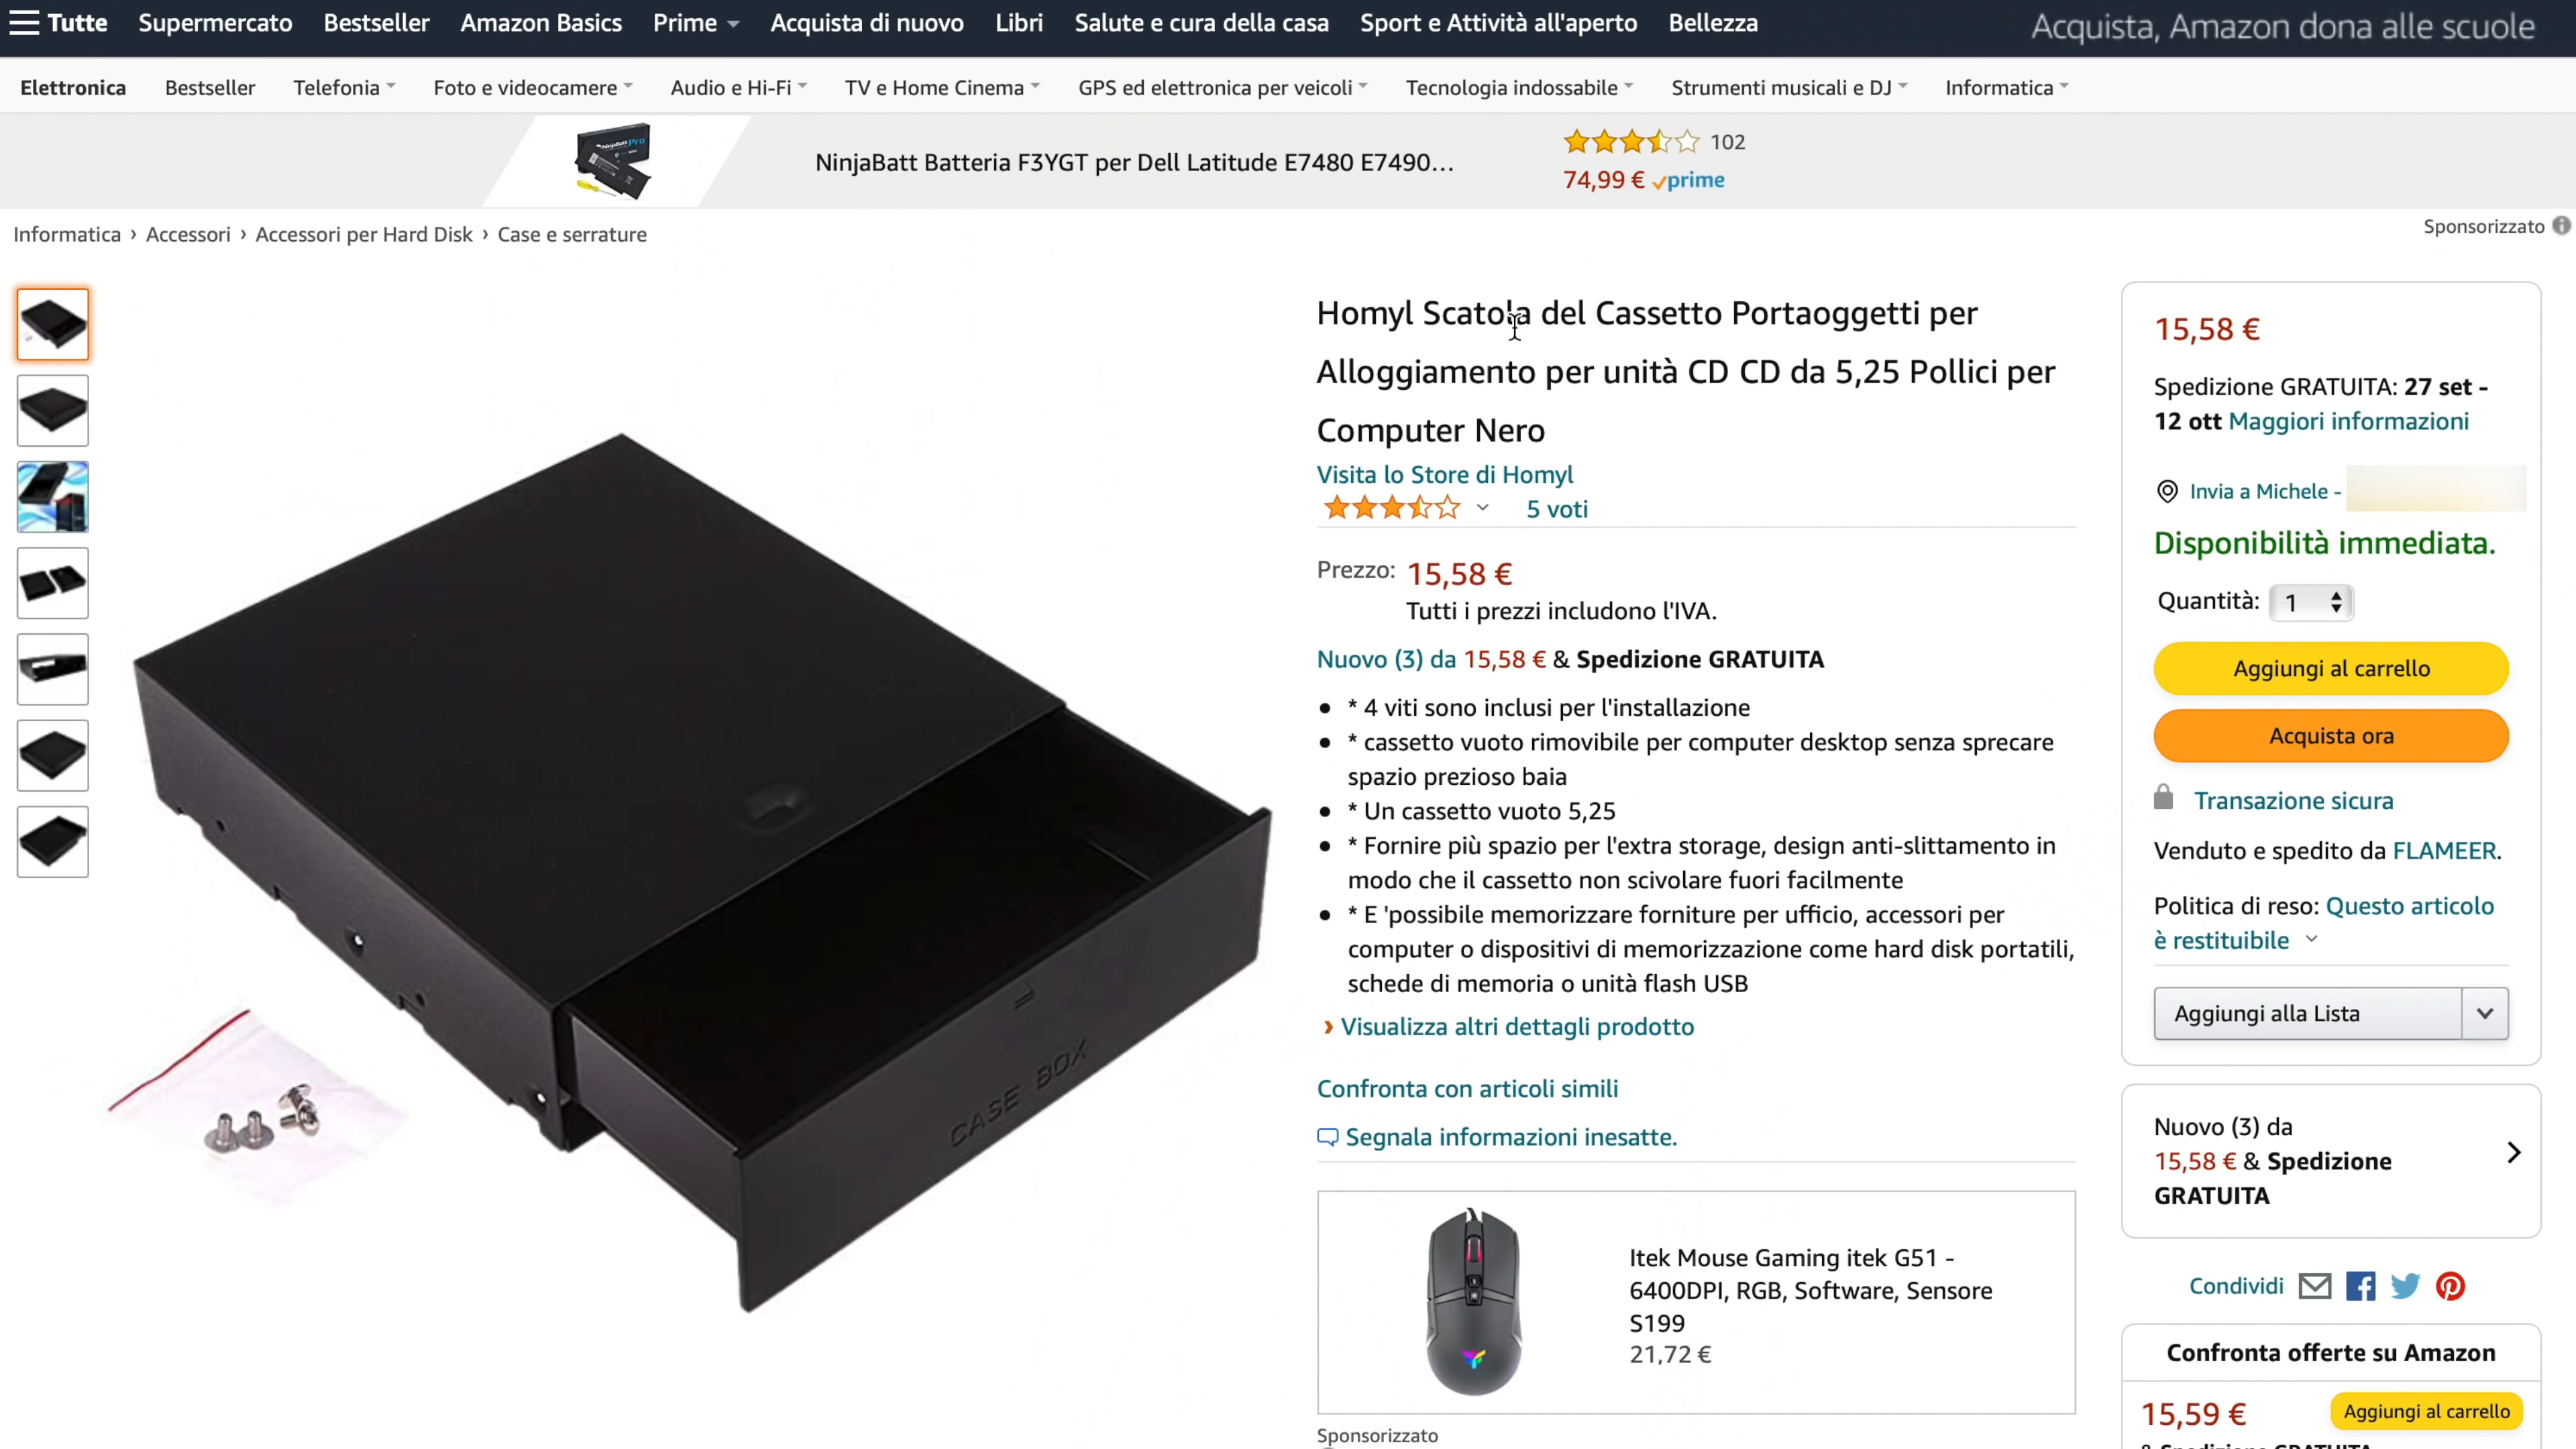 Tutte Supermercato Bestseller Amazon Basics Prime Acquista di nuovo Libri Salute e cura della casa Sport e Attività all'aperto Bellezza Acquista, Amazon dona alle scuole
Elettronica Bestseller Telefonia Foto e videocamere Audio e Hi-Fi TV e Home Cinema GPS ed elettronica per veicoli Tecnologia indossabile Strumenti musicali e DJ Informatica
NinjaBatt Batteria F3YGT per Dell Latitude E7480 E7490...
102
74,99 € prime
Sponsorizzato
Informatica › Accessori › Accessori per Hard Disk › Case e serrature
CASE BOX
Homyl Scatola del Cassetto Portaoggetti per
Alloggiamento per unità CD CD da 5,25 Pollici per
Computer Nero
Visita lo Store di Homyl
5 voti
Prezzo: 15,58 €
Tutti i prezzi includono l'IVA.
Nuovo (3) da 15,58 € & Spedizione GRATUITA
* 4 viti sono inclusi per l'installazione
* cassetto vuoto rimovibile per computer desktop senza sprecare
spazio prezioso baia
* Un cassetto vuoto 5,25
* Fornire più spazio per l'extra storage, design anti-slittamento in
modo che il cassetto non scivolare fuori facilmente
* E 'possibile memorizzare forniture per ufficio, accessori per
computer o dispositivi di memorizzazione come hard disk portatili,
schede di memoria o unità flash USB
› Visualizza altri dettagli prodotto
Confronta con articoli simili
Segnala informazioni inesatte.
Itek Mouse Gaming itek G51 -
6400DPI, RGB, Software, Sensore
S199
21,72 €
Sponsorizzato
15,58 €
Spedizione GRATUITA: 27 set -
12 ott Maggiori informazioni
Invia a Michele -
Disponibilità immediata.
Quantità: 1
Aggiungi al carrello
Acquista ora
Transazione sicura
Venduto e spedito da FLAMEER.
Politica di reso: Questo articolo
è restituibile
Aggiungi alla Lista
Nuovo (3) da
15,58 € & Spedizione
GRATUITA
Condividi
Confronta offerte su Amazon
15,59 € Aggiungi al carrello
& Spedizione GRATUITA